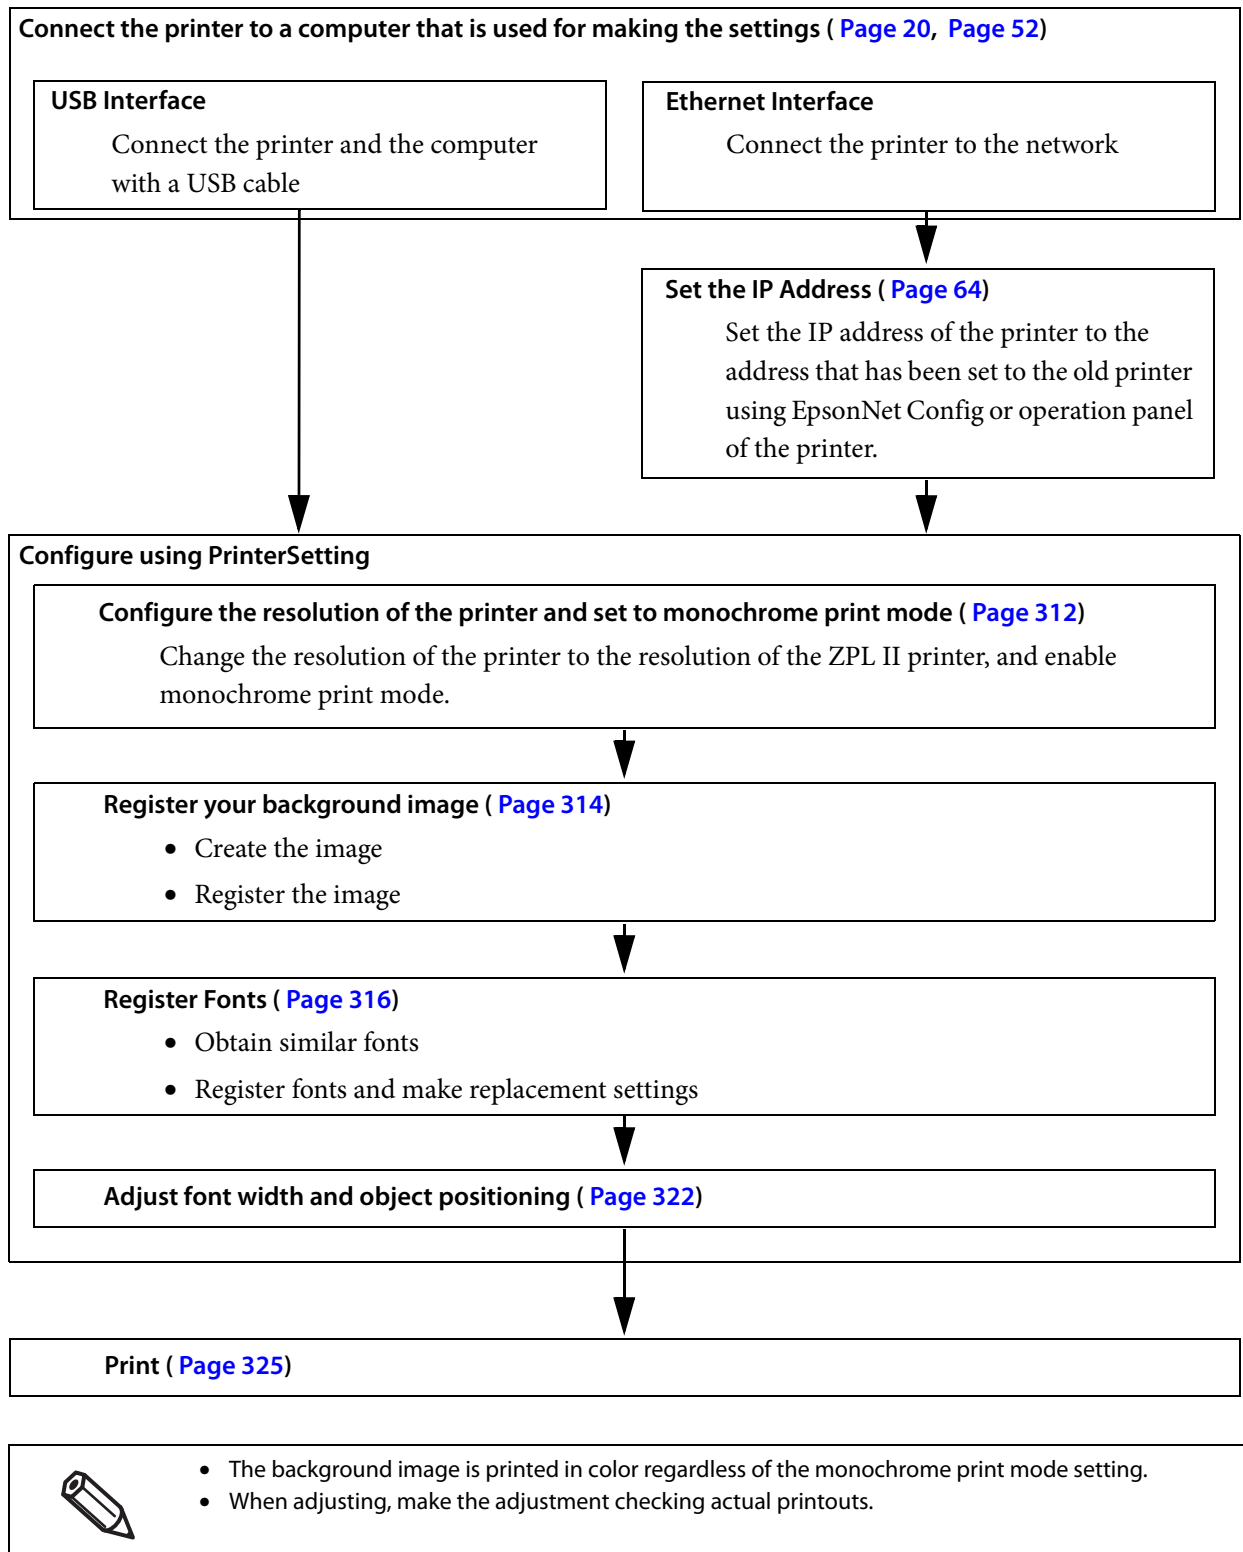 Connect the printer to a computer that is used for making the settings ( Page 20, Page 52)
USB Interface
Connect the printer and the computer
with a USB cable
Ethernet Interface
Connect the printer to the network
Set the IP Address ( Page 64)
Set the IP address of the printer to the
address that has been set to the old printer
using EpsonNet Config or operation panel
of the printer.
Configure using PrinterSetting
Configure the resolution of the printer and set to monochrome print mode ( Page 312)
Change the resolution of the printer to the resolution of the ZPL II printer, and enable
monochrome print mode.
Register your background image ( Page 314)
• Create the image
• Register the image
Register Fonts ( Page 316)
• Obtain similar fonts
• Register fonts and make replacement settings
Adjust font width and object positioning ( Page 322)
Print ( Page 325)
• The background image is printed in color regardless of the monochrome print mode setting.
• When adjusting, make the adjustment checking actual printouts.